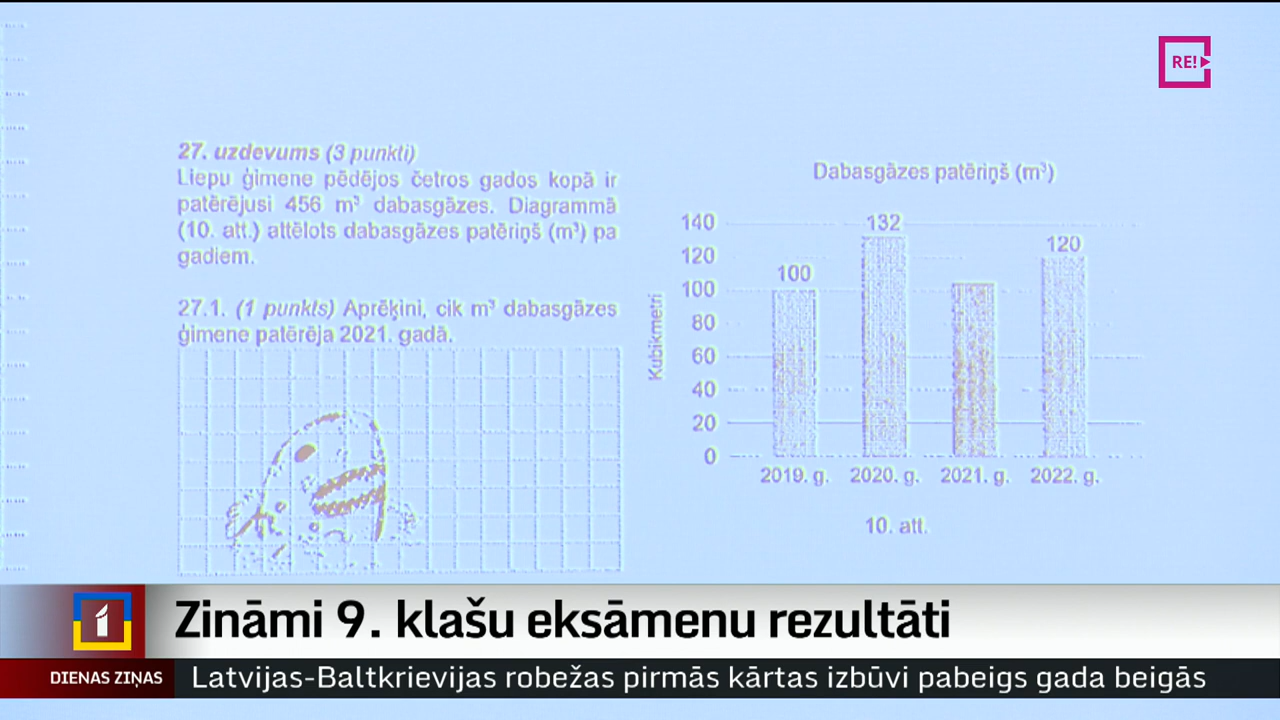 RE!
27. uzdevums (3 punkti)
Liepu ģimene pēdējos četros gados kopā ir
patērējusi 456 m³ dabasgāzes. Diagrammā
(10. att.) attēlots dabasgāzes patēriņš (m³) pa
gadiem.
27.1. (1 punkts) Aprēķini, cik m³ dabasgāzes
ģimene patērēja 2021. gadā.
Dabasgāzes patēriņš (m³)
Kubikmetri
140
120
100
80
60
40
20
0
100
132
120
2019. g. 2020. g. 2021. g. 2022. g.
10. att.
1
Zināmi 9. klašu eksāmenu rezultāti
DIENAS ZIŅAS
Latvijas-Baltkrievijas robežas pirmās kārtas izbūvi pabeigs gada beigās